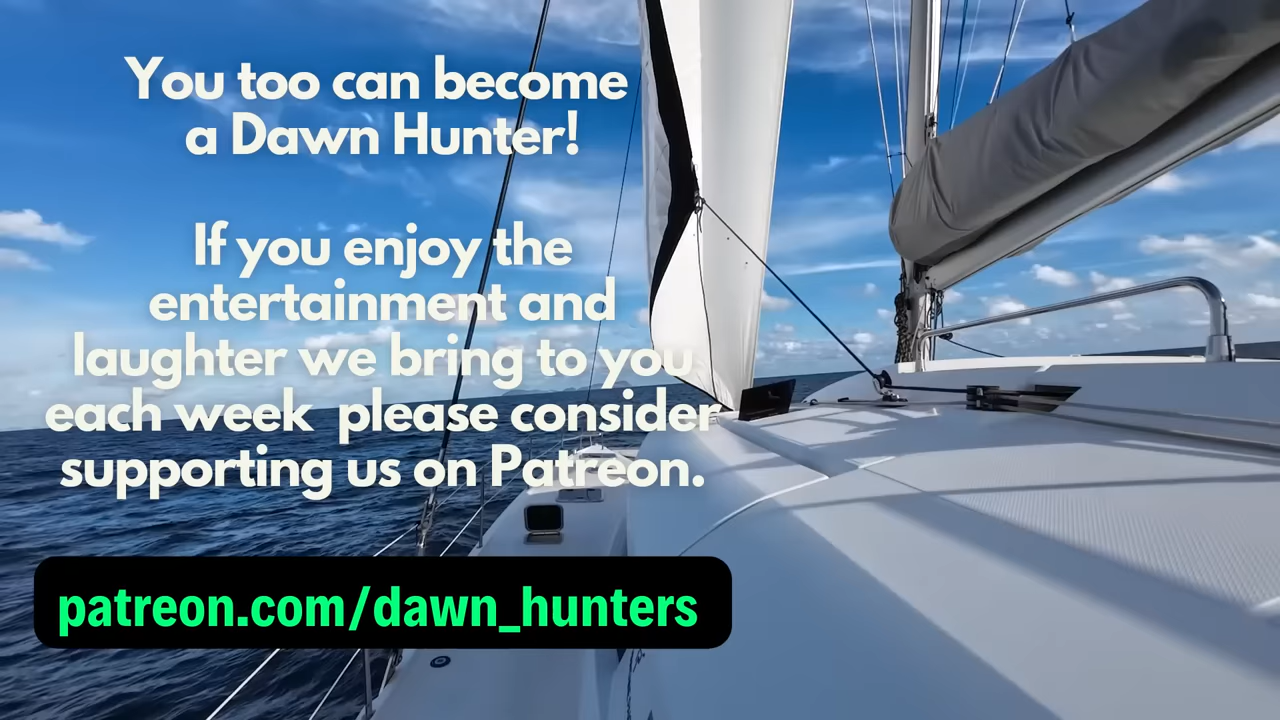 You too can become
a Dawn Hunter!
If you enjoy the
entertainment and
laughter we bring to you
each week please consider
supporting us on Patreon.
patreon.com/dawn_hunters